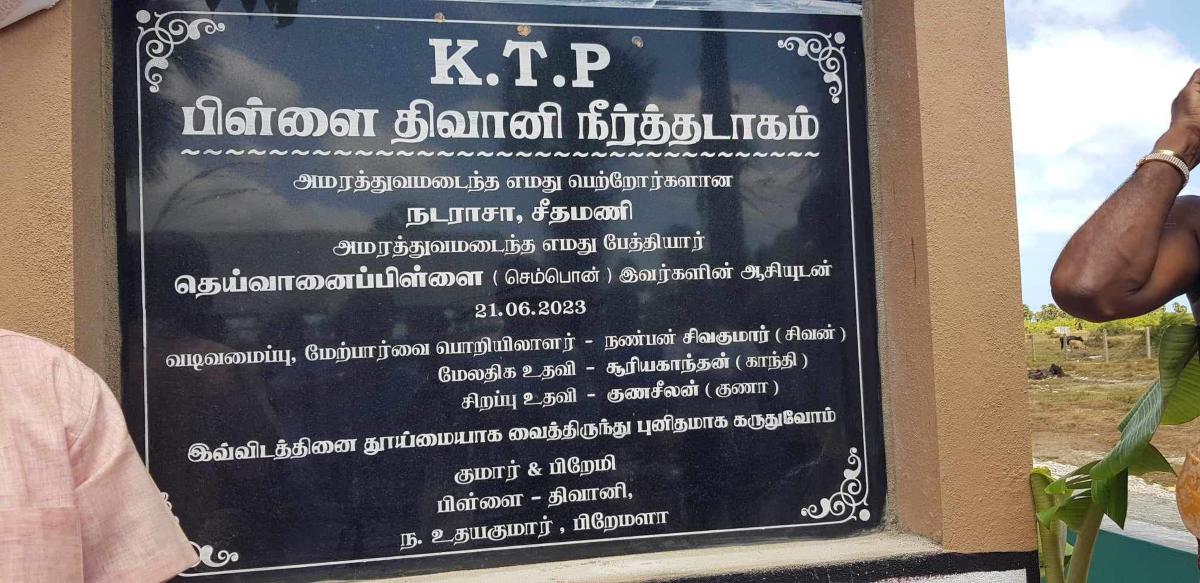 K.T.P
பிள்ளை திவானி நீர்த்தடாகம்
அமரத்துவமடைந்த எமது பெற்றோர்களான
நடராசா, சீதமணி
அமரத்துவமடைந்த எமது பேத்தியார்
தெய்வானைப்பிள்ளை ( செம்பொன் ) இவர்களின் ஆசியுடன்
21.06.2023
வடிவமைப்பு, மேற்பார்வை பொறியிலாளர் - நண்பன் சிவகுமார் ( சிவன் )
மேலதிக உதவி - சூரியகாந்தன் ( காந்தி )
சிறப்பு உதவி - குணசீலன் ( குணா )
இவ்விடத்தினை தூய்மையாக வைத்திருந்து புனிதமாக கருதுவோம்
குமார் & பிறேமி
பிள்ளை - திவானி,
ந. உதயகுமார் , பிறேமளா